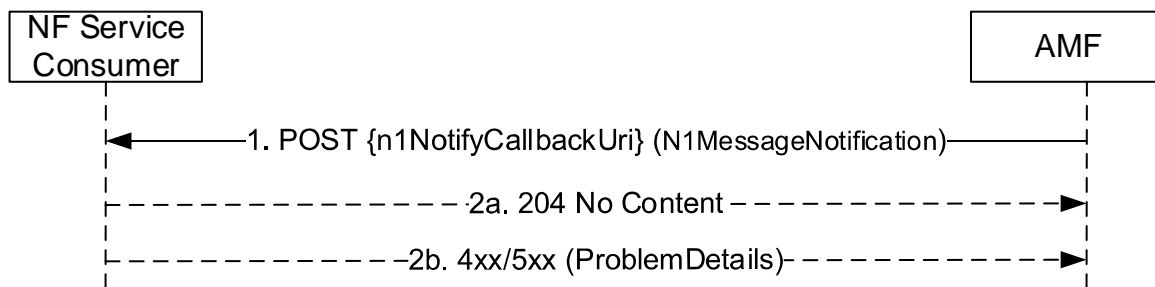 NF Service
Consumer
AMF
1. POST {n1NotifyCallbackUri} (N1MessageNotification)
2a. 204 No Content
2b. 4xx/5xx (ProblemDetails)